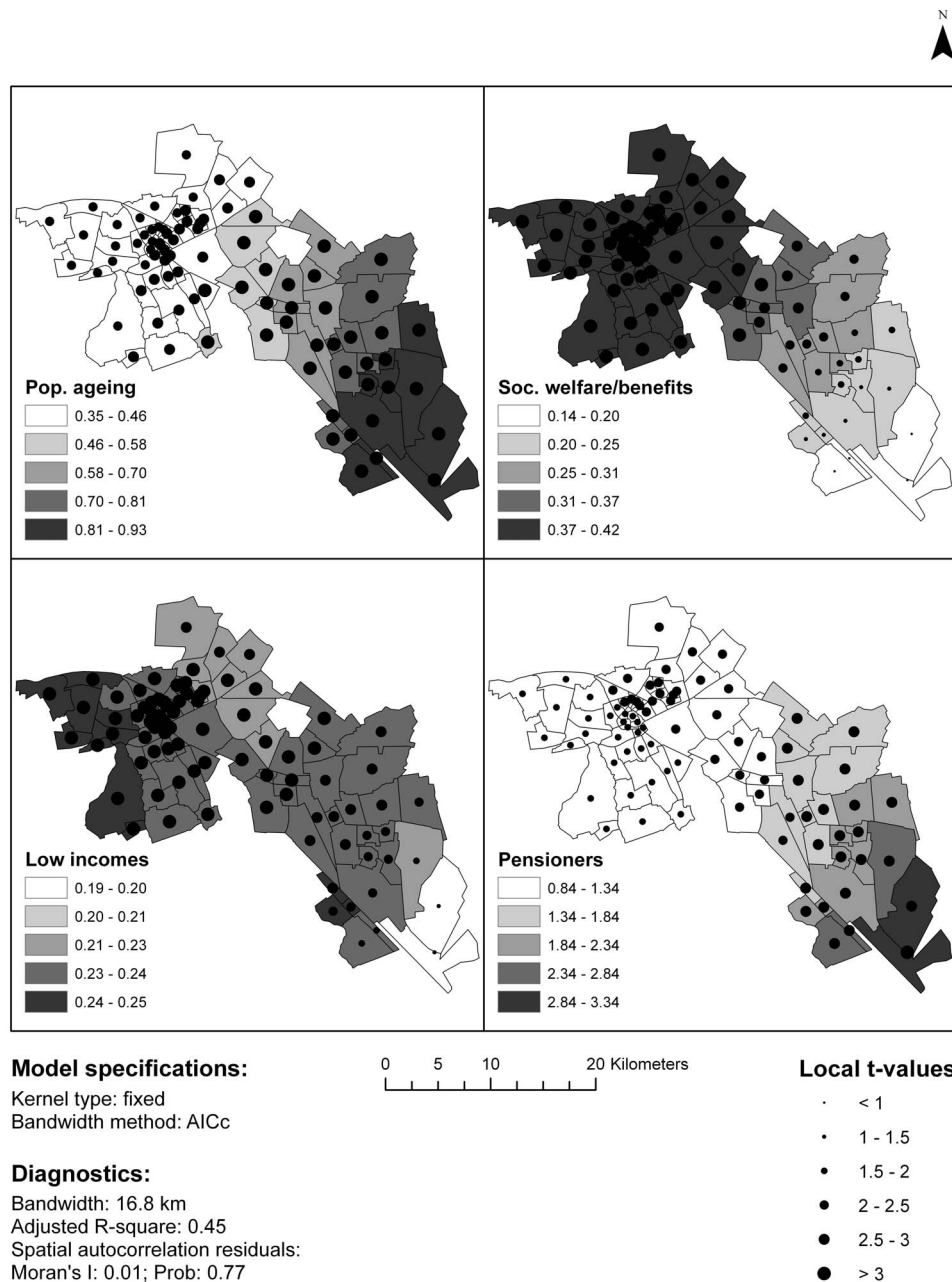 N
Pop. ageing
0.35 - 0.46
0.46 - 0.58
0.58 - 0.70
0.70 - 0.81
0.81 - 0.93
Soc. welfare/benefits
0.14 - 0.20
0.20 - 0.25
0.25 - 0.31
0.31 - 0.37
0.37 - 0.42
Low incomes
0.19 - 0.20
0.20 - 0.21
0.21 - 0.23
0.23 - 0.24
0.24 - 0.25
Pensioners
0.84 - 1.34
1.34 - 1.84
1.84 - 2.34
2.34 - 2.84
2.84 - 3.34
Model specifications:
Kernel type: fixed
Bandwidth method: AICc
Diagnostics:
Bandwidth: 16.8 km
Adjusted R-square: 0.45
Spatial autocorrelation residuals:
Moran's I: 0.01; Prob: 0.77
0 5 10 20 Kilometers
Local t-values
< 1
1 - 1.5
1.5 - 2
2 - 2.5
2.5 - 3
> 3